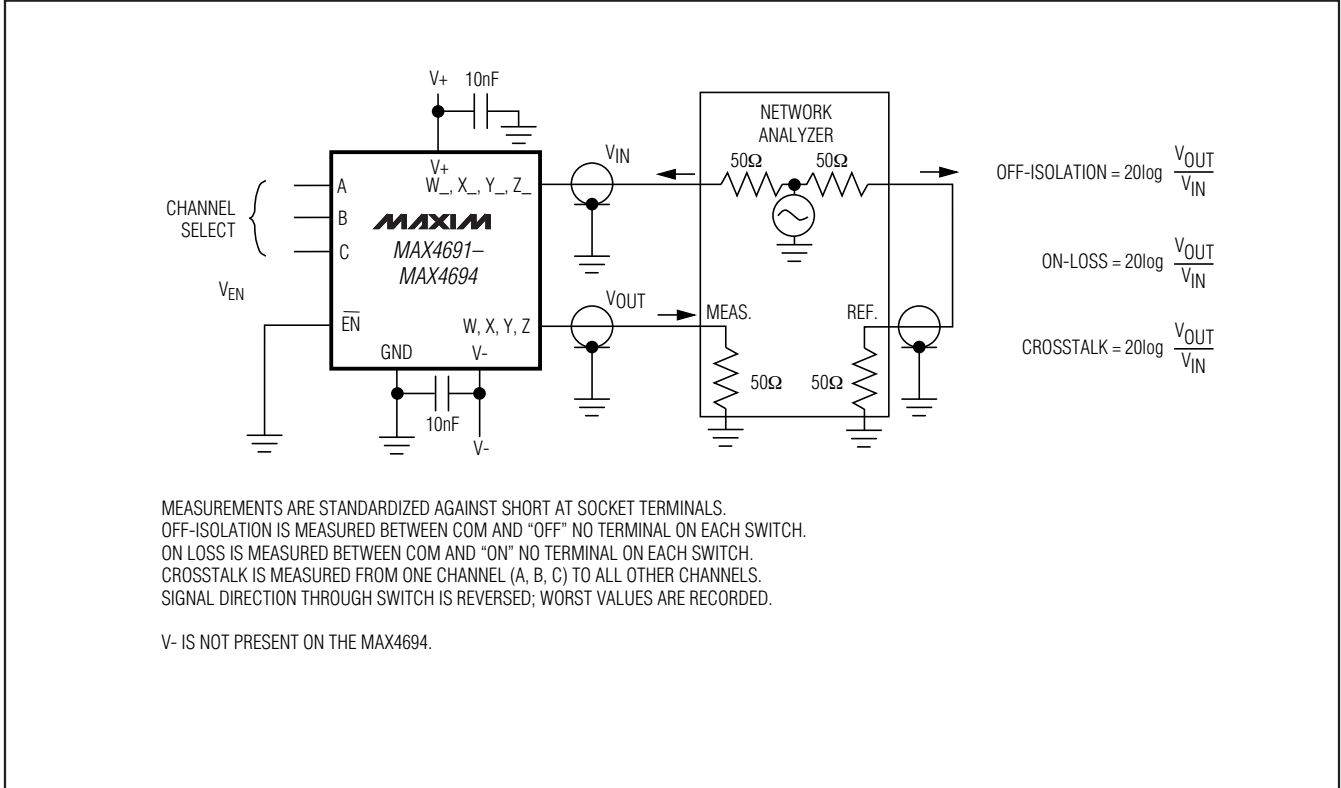 V+ 10nF
NETWORK
ANALYZER
50Ω 50Ω
V+
W_, X_, Y_, Z_
VIN
CHANNEL
SELECT
A
B
C
MAXIM
MAX4691–
MAX4694
VEN
EN
W, X, Y, Z
GND V-
VOUT
MEAS. REF.
50Ω 50Ω
10nF
V-
OFF-ISOLATION = 20log VOUT
VIN
ON-LOSS = 20log VOUT
VIN
CROSSTALK = 20log VOUT
VIN
MEASUREMENTS ARE STANDARDIZED AGAINST SHORT AT SOCKET TERMINALS.
OFF-ISOLATION IS MEASURED BETWEEN COM AND “OFF” NO TERMINAL ON EACH SWITCH.
ON LOSS IS MEASURED BETWEEN COM AND “ON” NO TERMINAL ON EACH SWITCH.
CROSSTALK IS MEASURED FROM ONE CHANNEL (A, B, C) TO ALL OTHER CHANNELS.
SIGNAL DIRECTION THROUGH SWITCH IS REVERSED; WORST VALUES ARE RECORDED.
V- IS NOT PRESENT ON THE MAX4694.